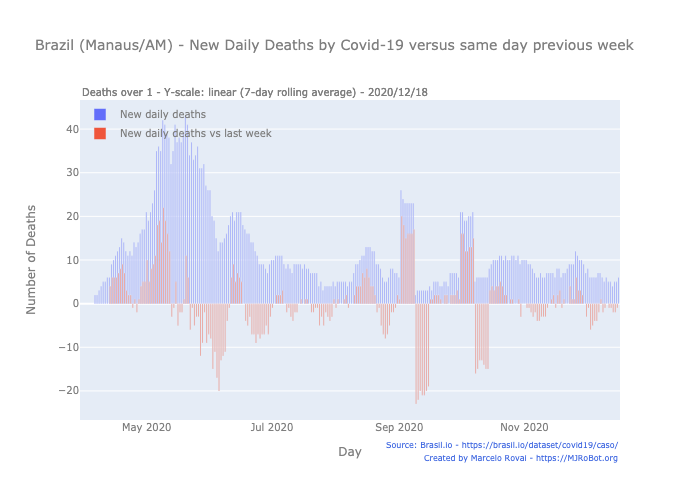 Brazil (Manaus/AM) - New Daily Deaths by Covid-19 versus same day previous week
Deaths over 1 - Y-scale: linear (7-day rolling average) - 2020/12/18
New daily deaths
New daily deaths vs last week
Number of Deaths
40
30
20
10
0
−10
−20
May 2020
Jul 2020
Sep 2020
Nov 2020
Day
Source: Brasil.io - https://brasil.io/dataset/covid19/caso/
Created by Marcelo Rovai - https://MJRoBot.org